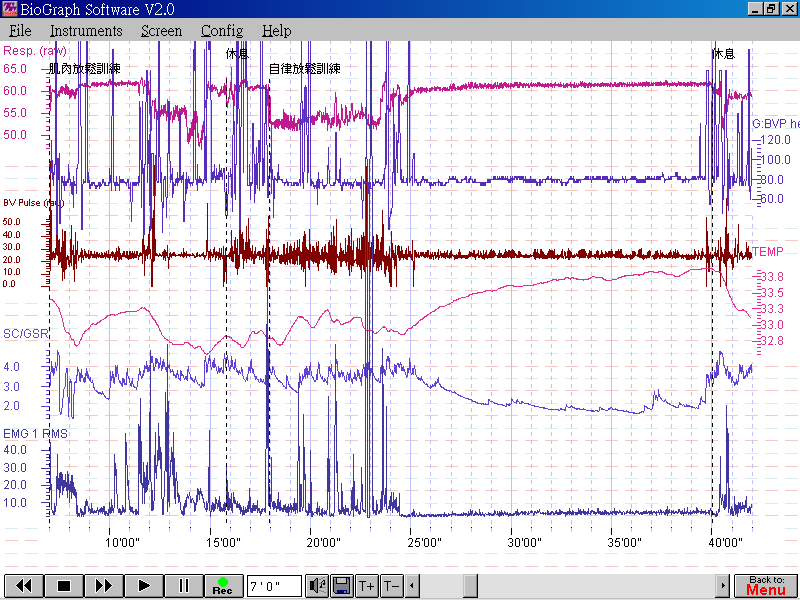 BioGraph Software V2.0
File Instruments Screen Config Help
Resp. (raw)
休息
休息
肌肉放鬆訓練
自律放鬆訓練
65.0
60.0
55.0
50.0
G:BVP he
120.0
100.0
80.0
60.0
BV Pulse (raw)
50.0
40.0
30.0
20.0
10.0
0.0
TEMP
33.8
33.5
33.3
33.0
32.8
SC/GSR
4.0
3.0
2.0
EMG 1 RMS
40.0
30.0
20.0
10.0
10'00" 15'00" 20'00" 25'00" 30'00" 35'00" 40'00"
Rec
7'0"
T+ T-
Back to:
Menu